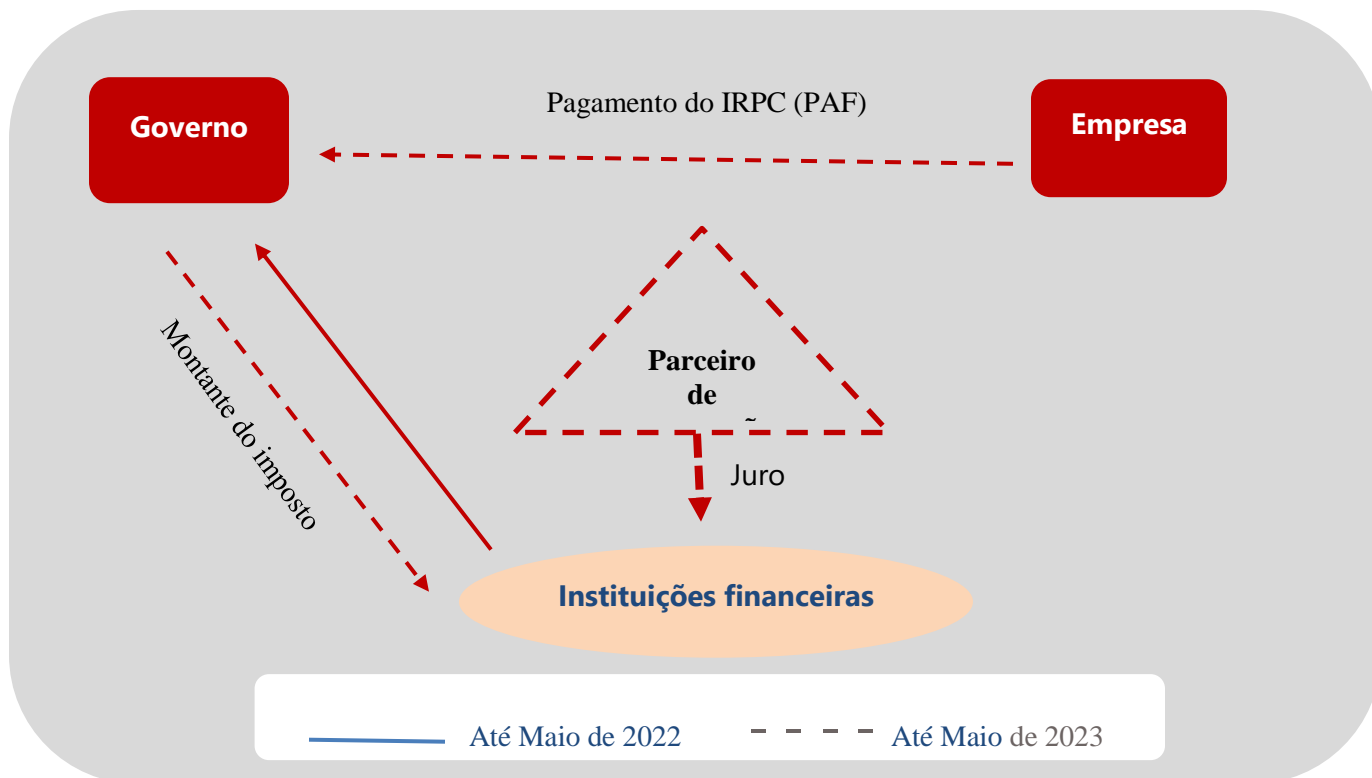 Pagamento do IRPC (PAF)
Governo
Empresa
Montante do imposto
Parceiro
de
Juro
Instituições financeiras
Até Maio de 2022
Até Maio de 2023